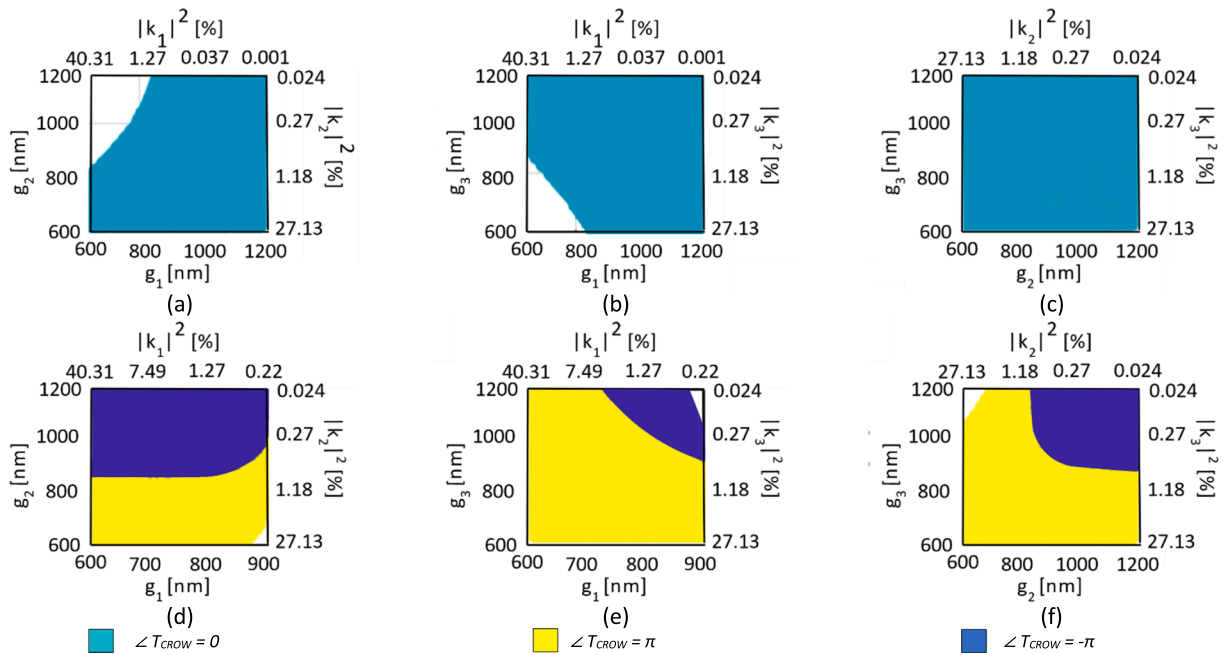 |k₁|² [%]
40.31 1.27 0.037 0.001
1200 0.024
1000 0.27
800 1.18
600 27.13
g₂ [nm]
|k₂|² [%]
600 800 1000 1200
g₁ [nm]
(a)
|k₁|² [%]
40.31 1.27 0.037 0.001
1200 0.024
1000 0.27
800 1.18
600 27.13
g₃ [nm]
|k₃|² [%]
600 800 1000 1200
g₁ [nm]
(b)
|k₂|² [%]
27.13 1.18 0.27 0.024
1200 0.024
1000 0.27
800 1.18
600 27.13
g₃ [nm]
|k₃|² [%]
600 800 1000 1200
g₂ [nm]
(c)
|k₁|² [%]
40.31 7.49 1.27 0.22
1200 0.024
1000 0.27
800 1.18
600 27.13
g₂ [nm]
|k₂|² [%]
600 700 800 900
g₁ [nm]
(d)
|k₁|² [%]
40.31 7.49 1.27 0.22
1200 0.024
1000 0.27
800 1.18
600 27.13
g₃ [nm]
|k₃|² [%]
600 700 800 900
g₁ [nm]
(e)
|k₂|² [%]
27.13 1.18 0.27 0.024
1200 0.024
1000 0.27
800 1.18
600 27.13
g₃ [nm]
|k₃|² [%]
600 800 1000 1200
g₂ [nm]
(f)
∠ T_CROW = 0
∠ T_CROW = π
∠ T_CROW = -π